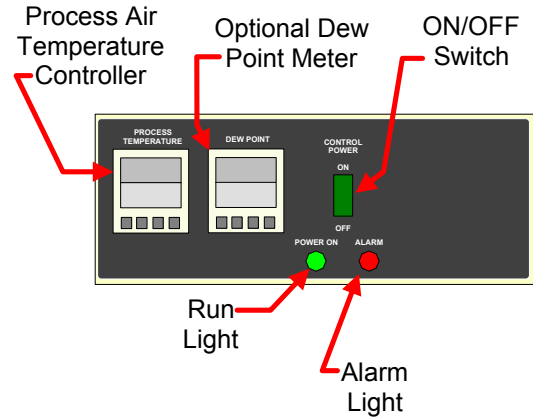 Process Air
Temperature
Controller
Optional Dew
Point Meter
ON/OFF
Switch
PROCESS
TEMPERATURE
DEW POINT
CONTROL
POWER
ON
OFF
POWER ON
ALARM
Run
Light
Alarm
Light